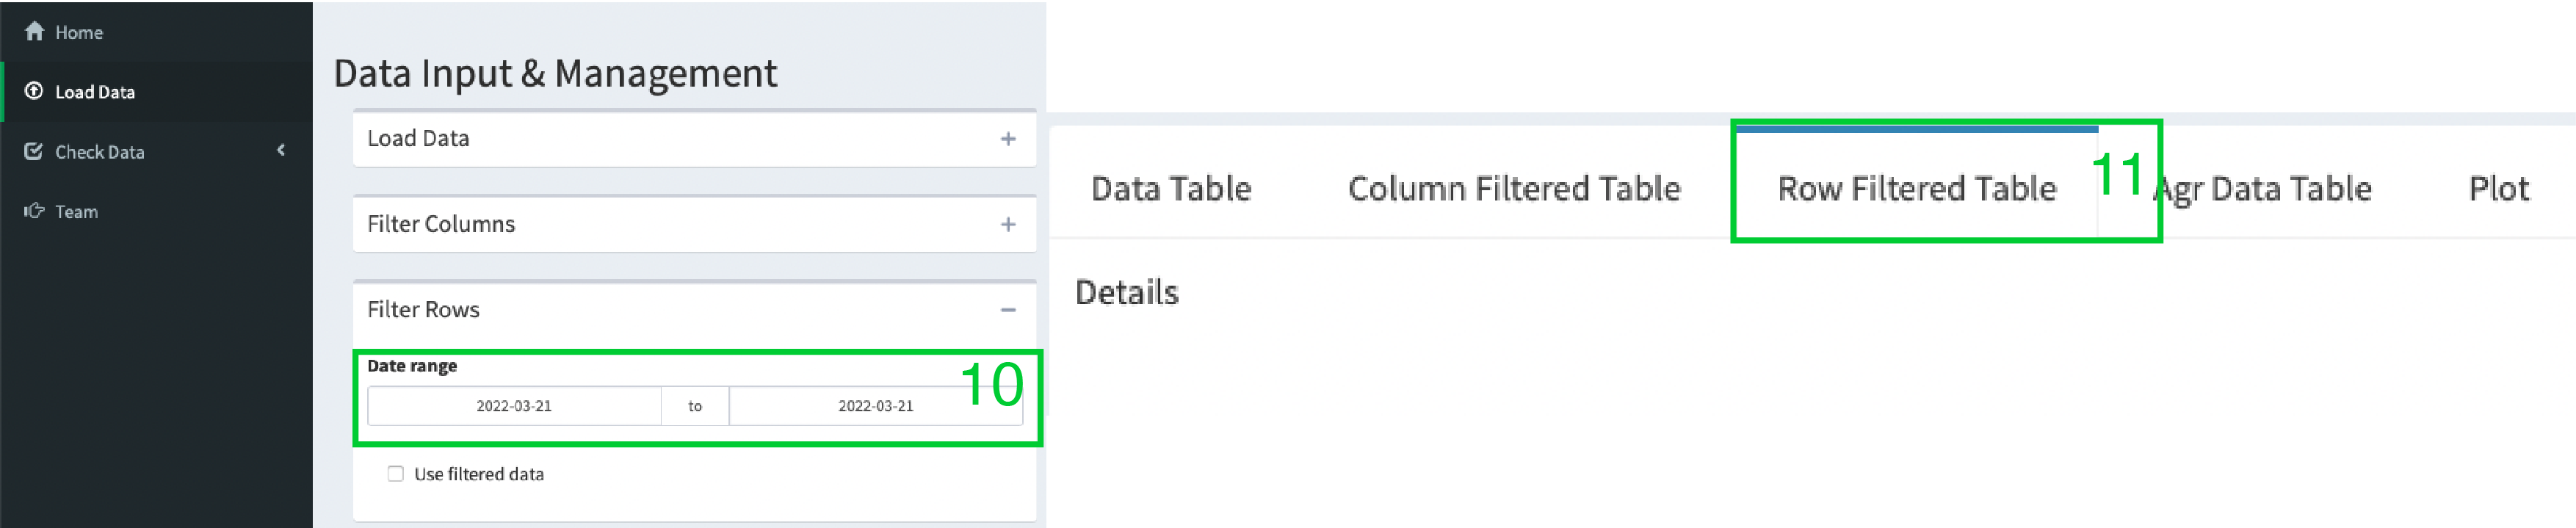 Home
Load Data
Check Data
Team
Data Input & Management
Load Data
Filter Columns
Filter Rows
Date range
10
2022-03-21 to 2022-03-21
Use filtered data
Data Table Column Filtered Table Row Filtered Table 11 Agr Data Table Plot
Details